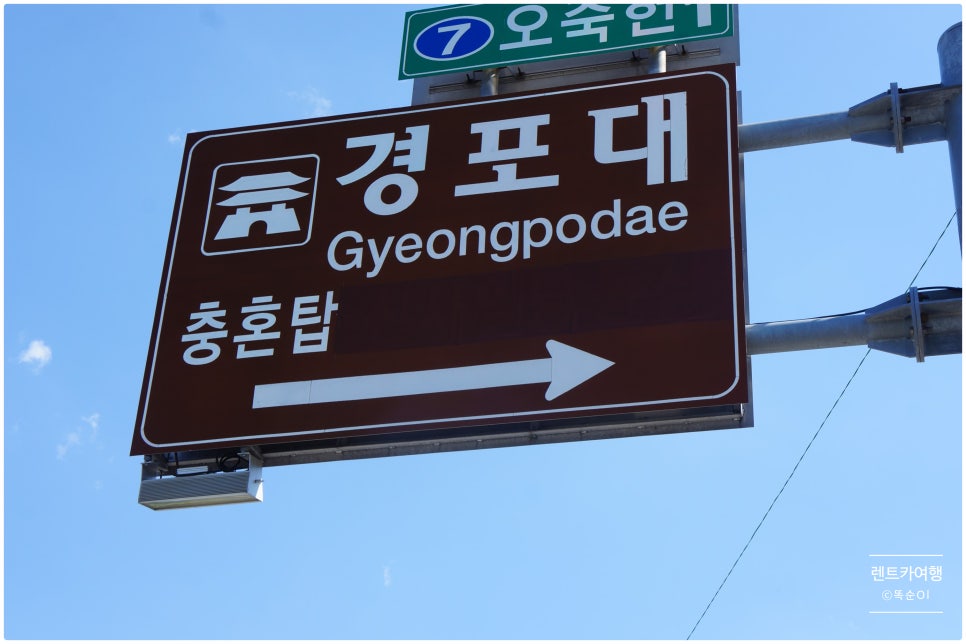 7 오죽헌
경포대
Gyeongpodae
충혼탑
렌트카여행
ⓒ똑순이